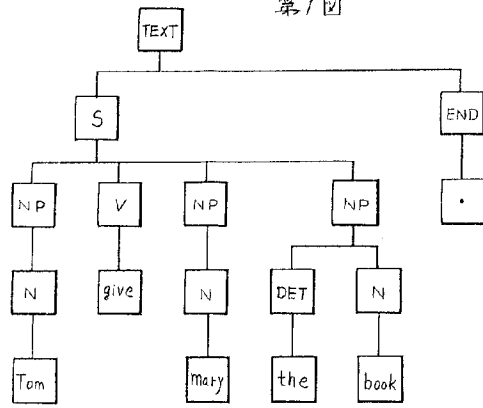 第1図
TEXT
S END
NP V NP NP .
N give N DET N
Tom mary the book